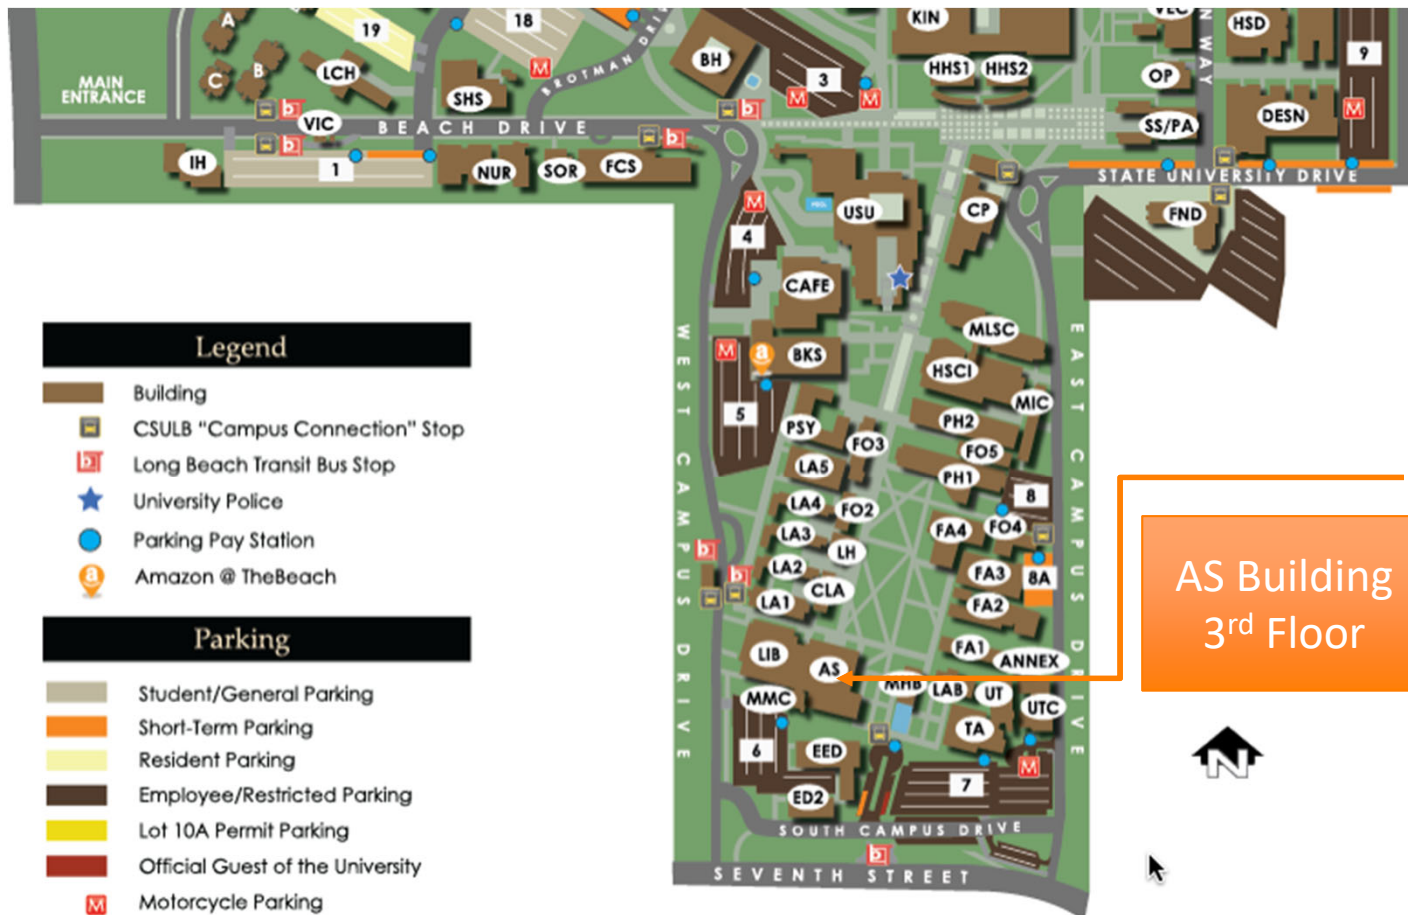 A
19
18
KIN
VEC
HSD
9
C
B
LCH
BH
3
HHS1
HHS2
OP
N WAY
MAIN
ENTRANCE
SHS
BROTMAN DRIV
DESN
VIC
BEACH DRIVE
SS/PA
IH
1
NUR
SOR
FCS
STATE UNIVERSITY DRIVE
USU
CP
FND
4
CAFE
MLSC
WEST CAMPUS DRIVE
EAST CAMPUS DRIVE
BKS
HSCI
MIC
5
PSY
FO3
PH2
FO5
LA5
PH1
8
LA4
FO2
FA4
FO4
LA3
LH
LA2
FA3
8A
CLA
LA1
FA2
LIB
AS
FA1
ANNEX
MMC
MHB
LAB
UT
UTC
TA
6
EED
7
ED2
SOUTH CAMPUS DRIVE
SEVENTH STREET
Legend
Building
CSULB "Campus Connection" Stop
Long Beach Transit Bus Stop
University Police
Parking Pay Station
Amazon @ TheBeach
Parking
Student/General Parking
Short-Term Parking
Resident Parking
Employee/Restricted Parking
Lot 10A Permit Parking
Official Guest of the University
M Motorcycle Parking
AS Building
3rd Floor
N